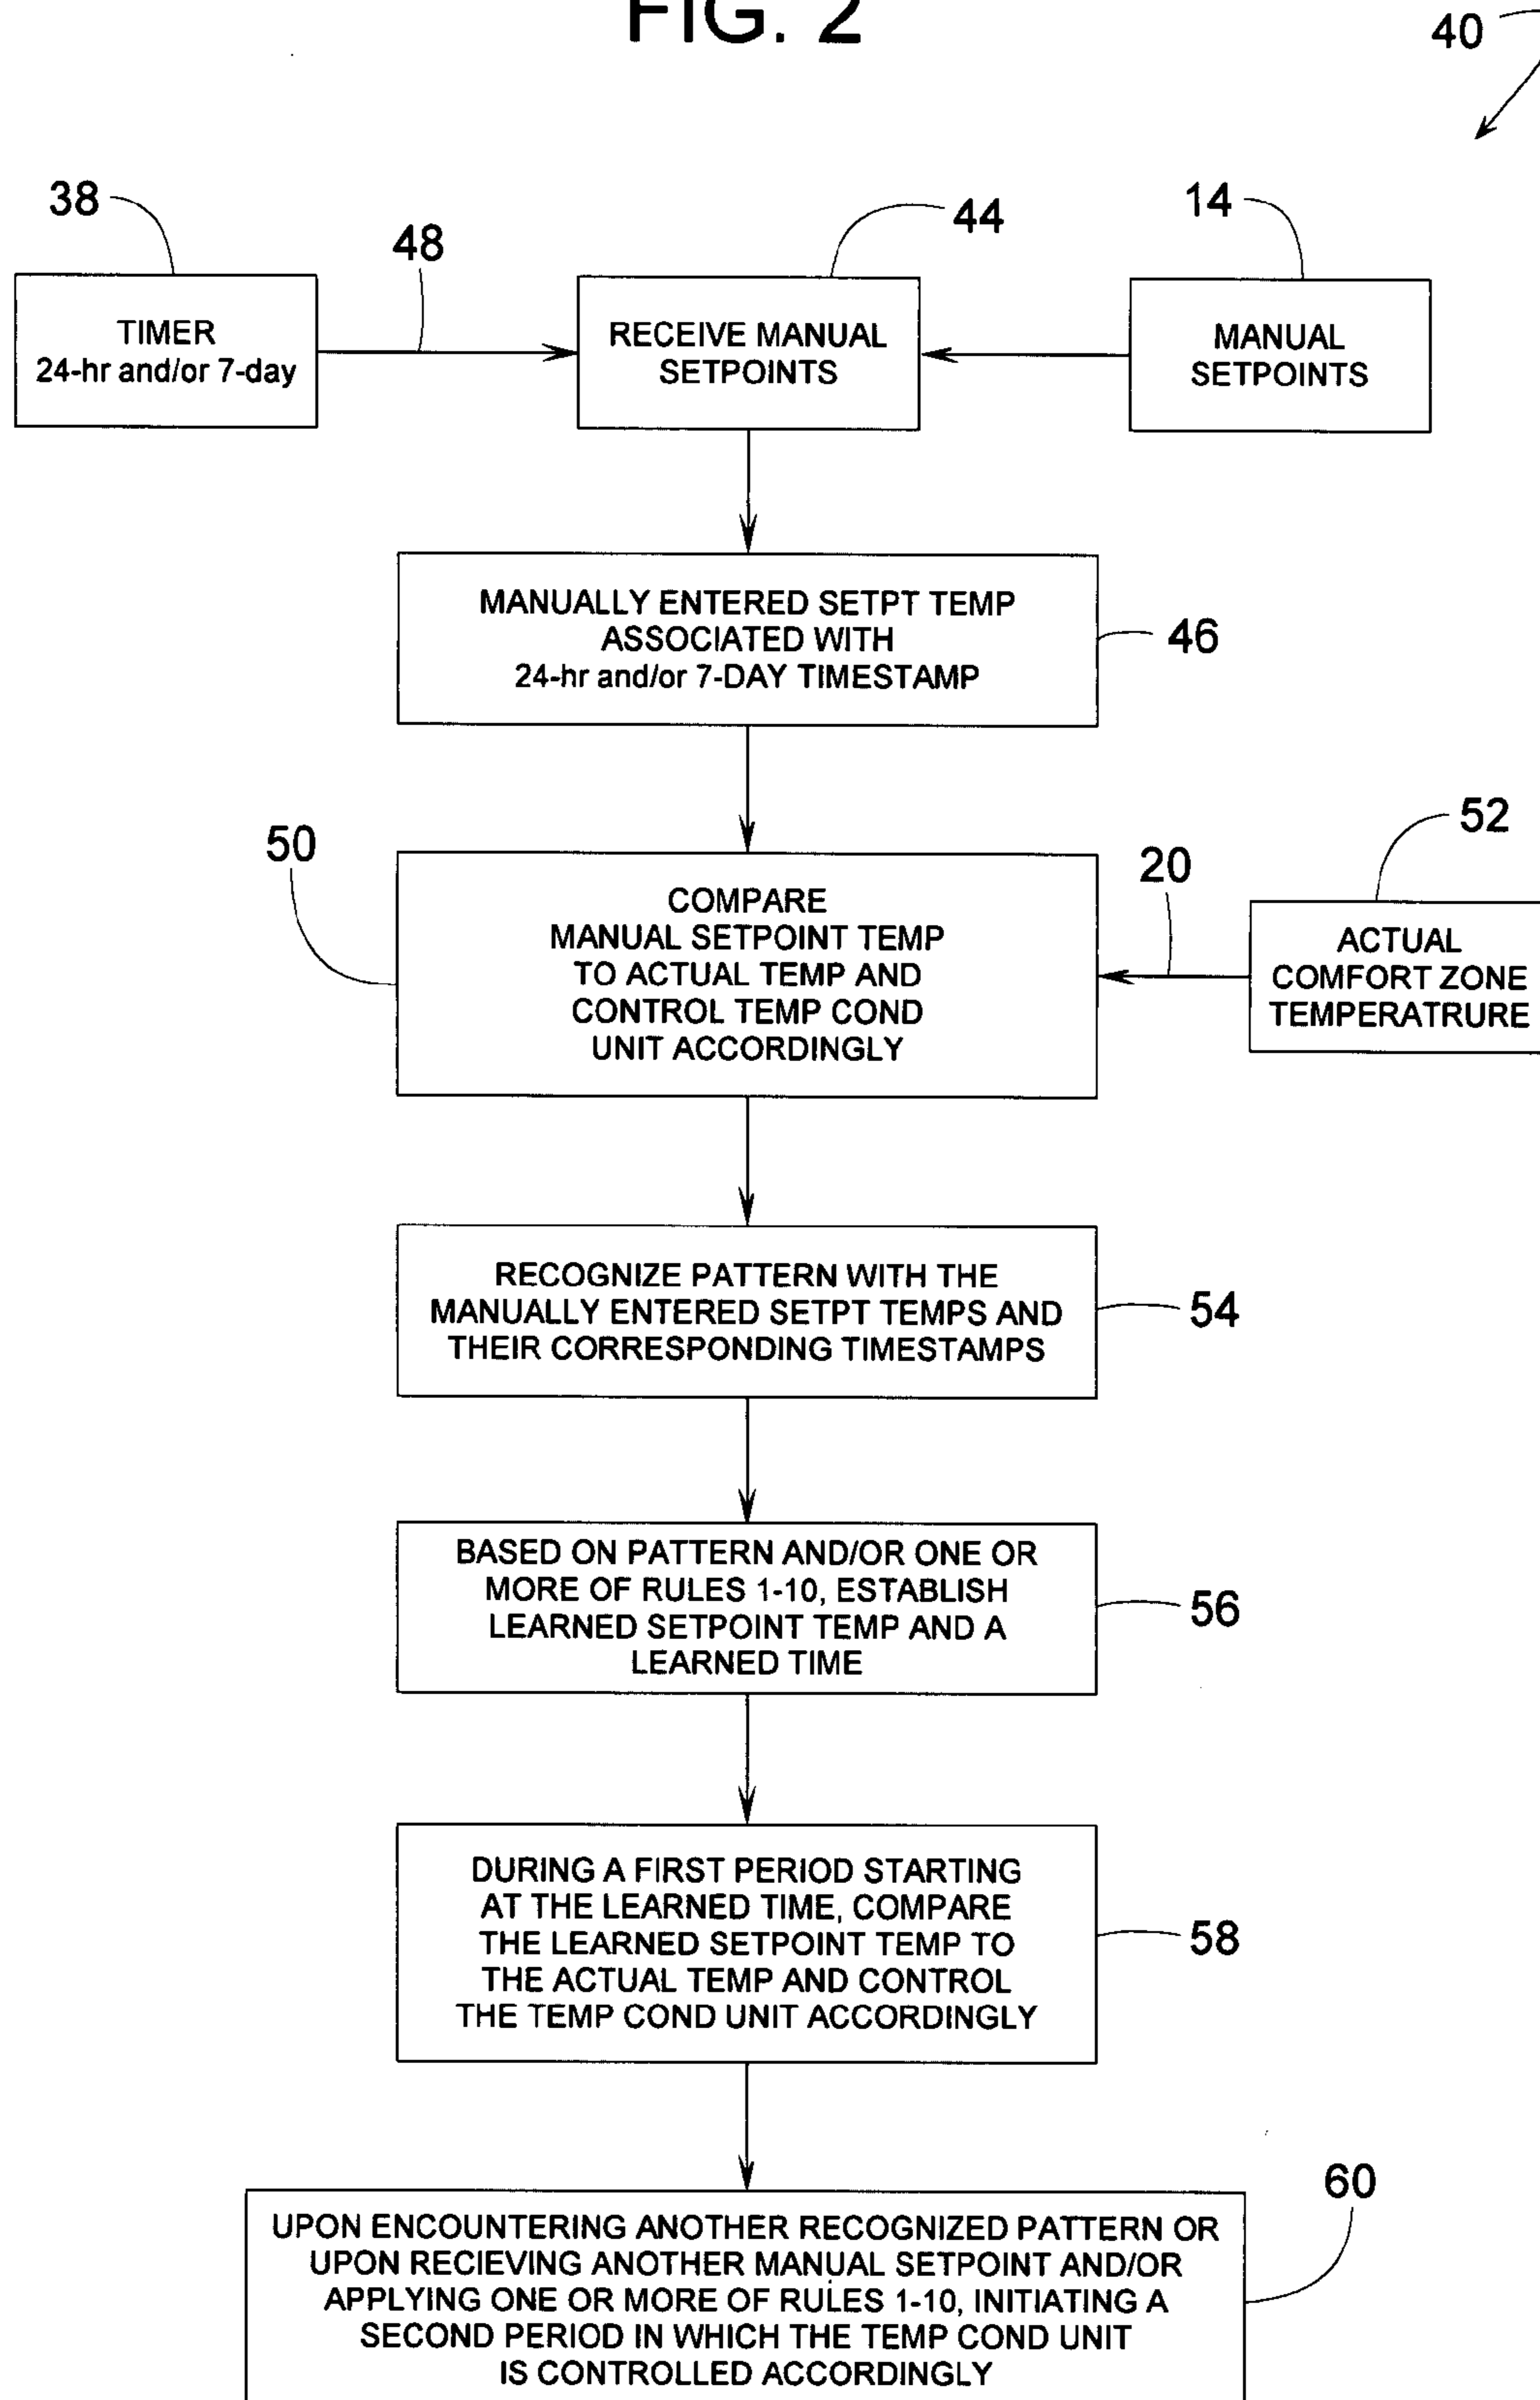 FIG. 2
40
38
48
44
14
TIMER
24-hr and/or 7-day
RECEIVE MANUAL
SETPOINTS
MANUAL
SETPOINTS
MANUALLY ENTERED SETPT TEMP
ASSOCIATED WITH
24-hr and/or 7-DAY TIMESTAMP
46
50
COMPARE
MANUAL SETPOINT TEMP
TO ACTUAL TEMP AND
CONTROL TEMP COND
UNIT ACCORDINGLY
20
52
ACTUAL
COMFORT ZONE
TEMPERATRURE
RECOGNIZE PATTERN WITH THE
MANUALLY ENTERED SETPT TEMPS AND
THEIR CORRESPONDING TIMESTAMPS
54
BASED ON PATTERN AND/OR ONE OR
MORE OF RULES 1-10, ESTABLISH
LEARNED SETPOINT TEMP AND A
LEARNED TIME
56
DURING A FIRST PERIOD STARTING
AT THE LEARNED TIME, COMPARE
THE LEARNED SETPOINT TEMP TO
THE ACTUAL TEMP AND CONTROL
THE TEMP COND UNIT ACCORDINGLY
58
60
UPON ENCOUNTERING ANOTHER RECOGNIZED PATTERN OR
UPON RECIEVING ANOTHER MANUAL SETPOINT AND/OR
APPLYING ONE OR MORE OF RULES 1-10, INITIATING A
SECOND PERIOD IN WHICH THE TEMP COND UNIT
IS CONTROLLED ACCORDINGLY